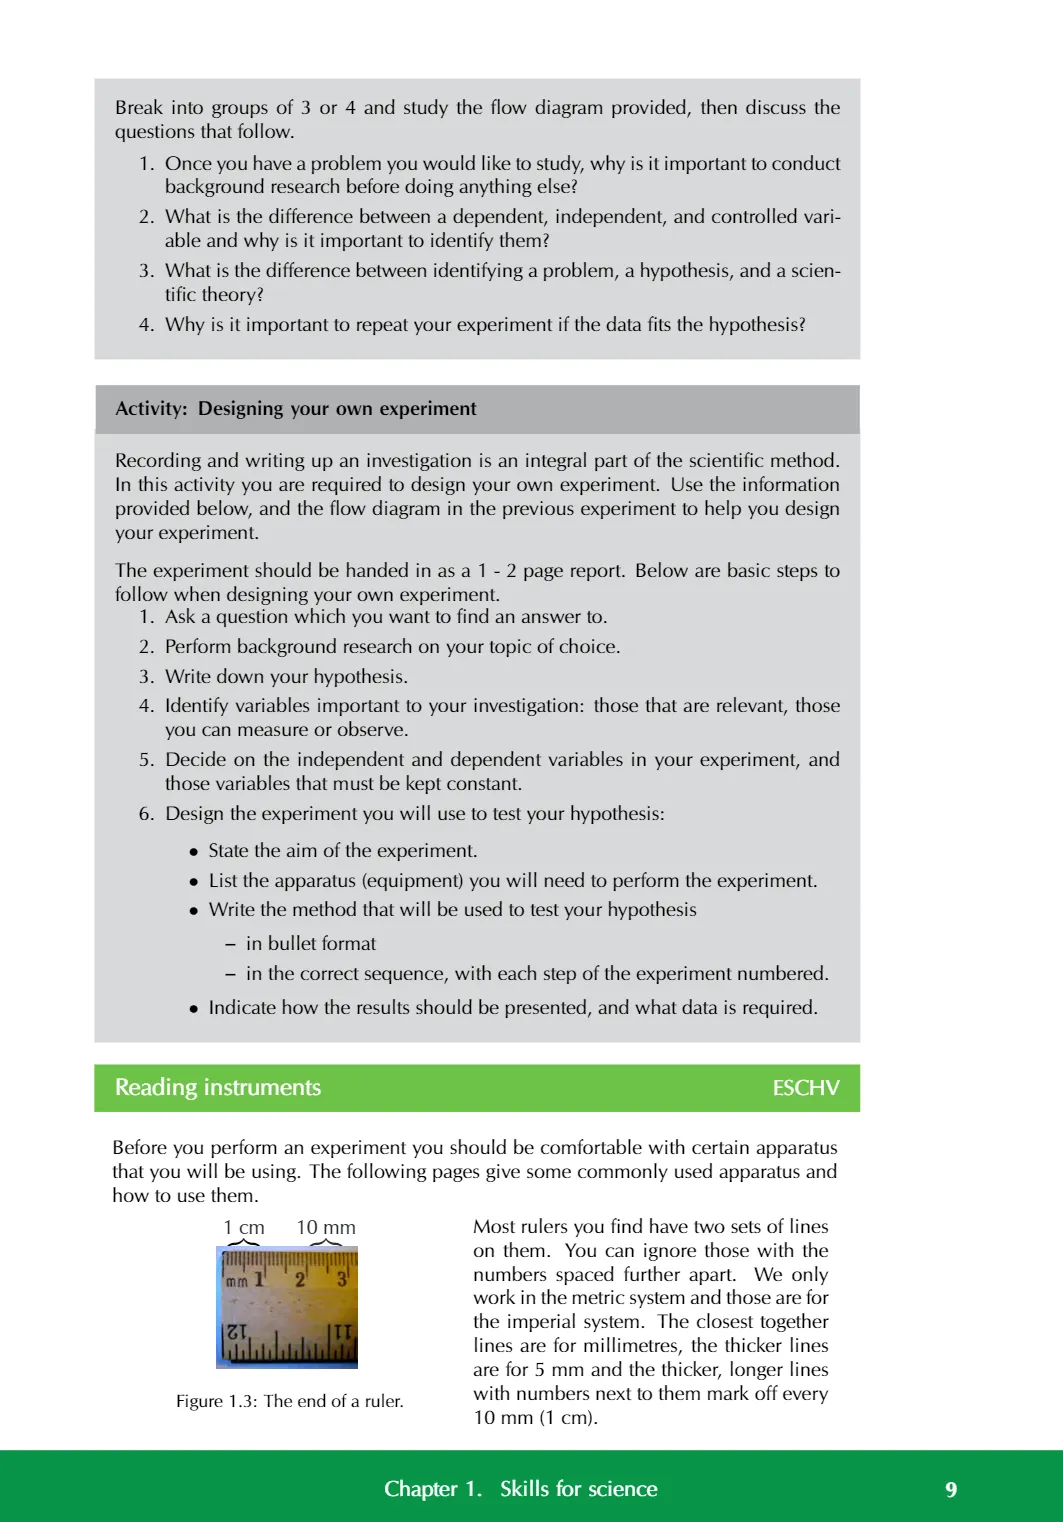 Break into groups of 3 or 4 and study the flow diagram provided, then discuss the
questions that follow.
1. Once you have a problem you would like to study, why is it important to conduct
background research before doing anything else?
2. What is the difference between a dependent, independent, and controlled vari-
able and why is it important to identify them?
3. What is the difference between identifying a problem, a hypothesis, and a scien-
tific theory?
4. Why is it important to repeat your experiment if the data fits the hypothesis?
Activity: Designing your own experiment
Recording and writing up an investigation is an integral part of the scientific method.
In this activity you are required to design your own experiment. Use the information
provided below, and the flow diagram in the previous experiment to help you design
your experiment.
The experiment should be handed in as a 1 - 2 page report. Below are basic steps to
follow when designing your own experiment.
1. Ask a question which you want to find an answer to.
2. Perform background research on your topic of choice.
3. Write down your hypothesis.
4. Identify variables important to your investigation: those that are relevant, those
you can measure or observe.
5. Decide on the independent and dependent variables in your experiment, and
those variables that must be kept constant.
6. Design the experiment you will use to test your hypothesis:
• State the aim of the experiment.
• List the apparatus (equipment) you will need to perform the experiment.
• Write the method that will be used to test your hypothesis
– in bullet format
– in the correct sequence, with each step of the experiment numbered.
• Indicate how the results should be presented, and what data is required.
Reading instruments ESCHV
Before you perform an experiment you should be comfortable with certain apparatus
that you will be using. The following pages give some commonly used apparatus and
how to use them.
1 cm 10 mm
mm 1 2 3
12 11
Figure 1.3: The end of a ruler.
Most rulers you find have two sets of lines
on them. You can ignore those with the
numbers spaced further apart. We only
work in the metric system and those are for
the imperial system. The closest together
lines are for millimetres, the thicker lines
are for 5 mm and the thicker, longer lines
with numbers next to them mark off every
10 mm (1 cm).
Chapter 1. Skills for science 9